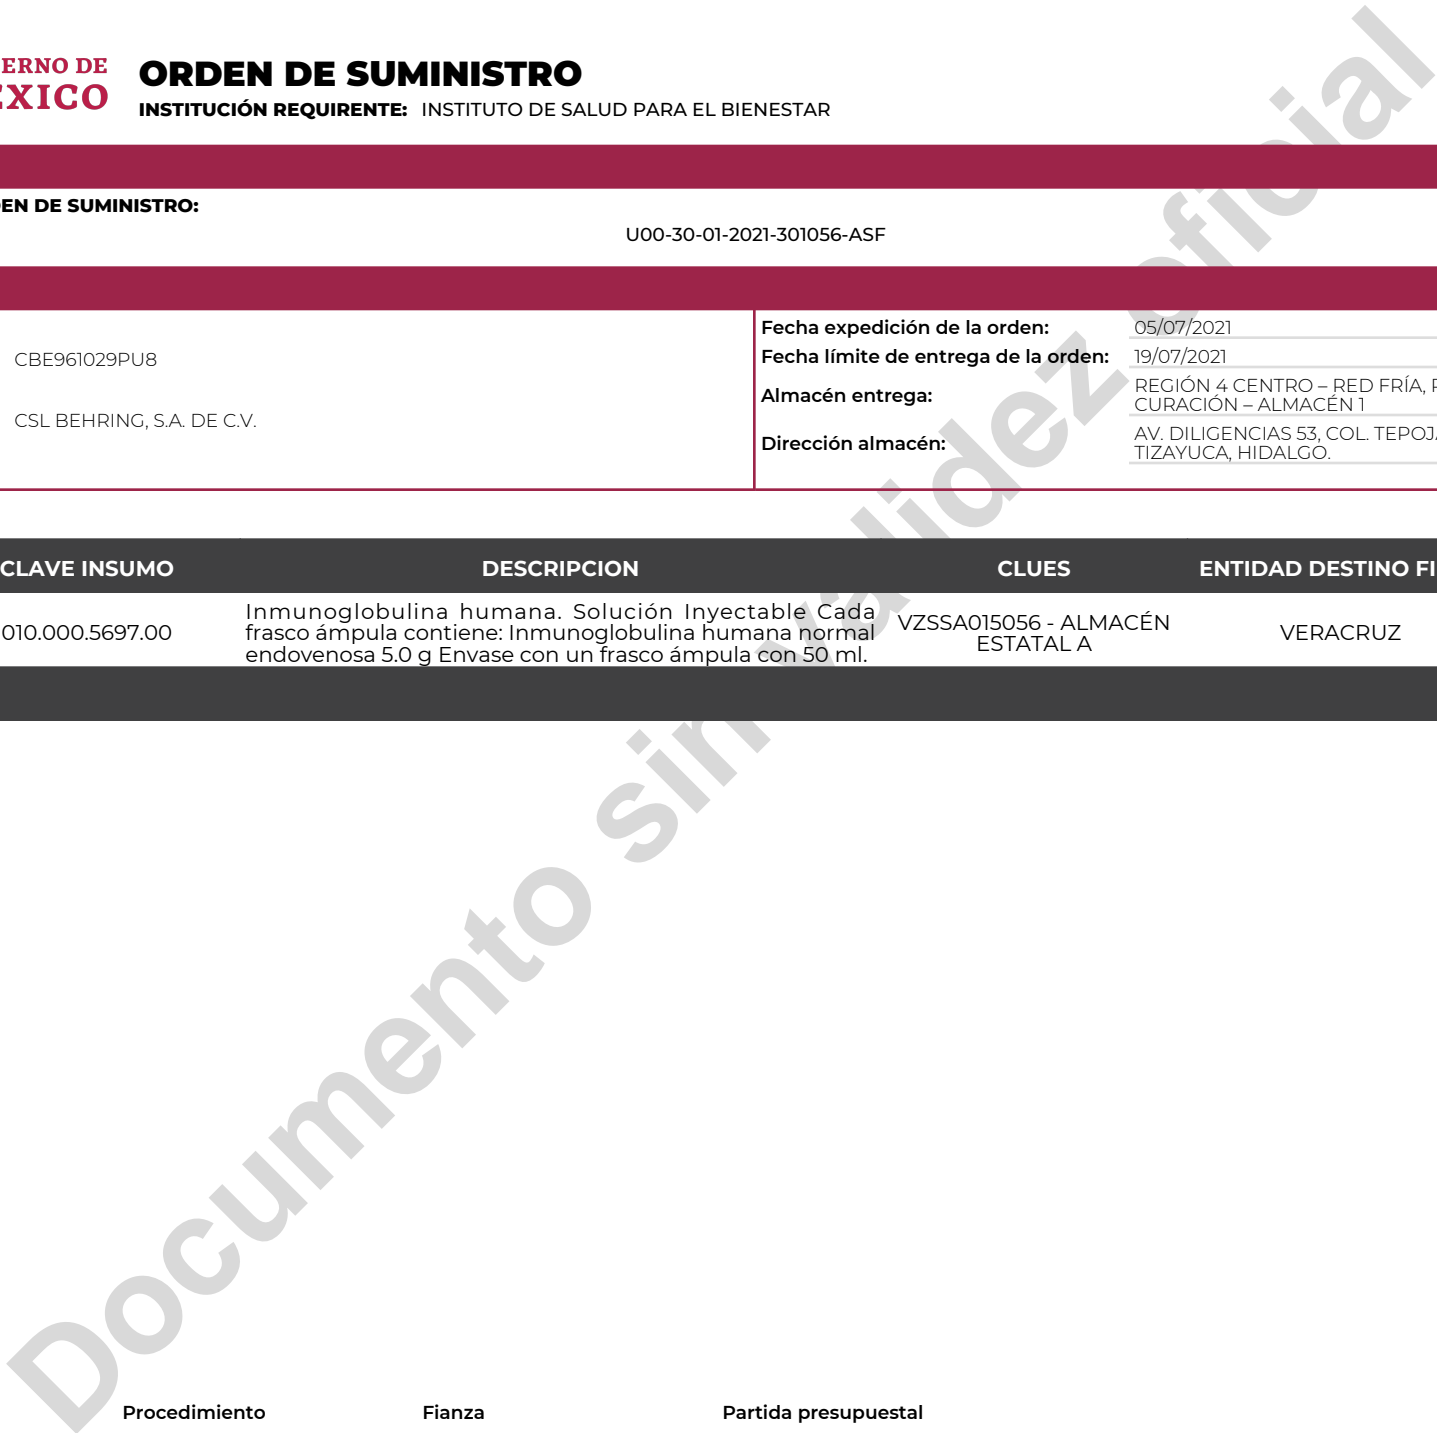 ERNO DE
EXICO
ORDEN DE SUMINISTRO
INSTITUCIÓN REQUIRENTE: INSTITUTO DE SALUD PARA EL BIENESTAR
EN DE SUMINISTRO:
U00-30-01-2021-301056-ASF
CBE961029PU8
CSL BEHRING, S.A. DE C.V.
Fecha expedición de la orden: 05/07/2021
Fecha límite de entrega de la orden: 19/07/2021
Almacén entrega: REGIÓN 4 CENTRO – RED FRÍA,
CURACIÓN – ALMACÉN 1
Dirección almacén: AV. DILIGENCIAS 53, COL. TEPOJ
TIZAYUCA, HIDALGO.
CLAVE INSUMO DESCRIPCION CLUES ENTIDAD DESTINO FI
010.000.5697.00
Inmunoglobulina humana. Solución Inyectable Cada
frasco ámpula contiene: Inmunoglobulina humana normal
endovenosa 5.0 g Envase con un frasco ámpula con 50 ml.
VZSSA015056 - ALMACÉN
ESTATAL A
VERACRUZ
Documento sin validez oficial
Procedimiento Fianza Partida presupuestal